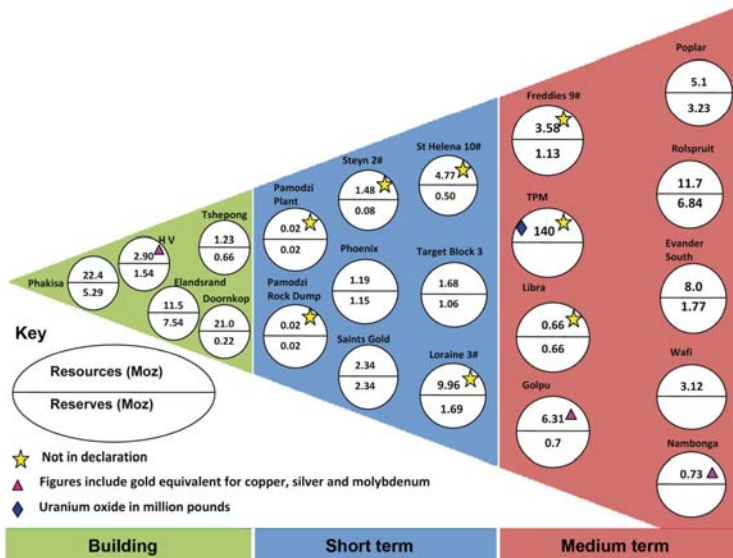 Phakisa
22.4
5.29
H V
2.90
1.54
Elandsrand
11.5
7.54
Tshepong
1.23
0.66
Doornkop
21.0
0.22
Pamodzi
Plant
0.02
0.02
Pamodzi
Rock Dump
0.02
0.02
Steyn 2#
1.48
0.08
Phoenix
1.19
1.15
Saints Gold
2.34
2.34
St Helena 10#
4.77
0.50
Target Block 3
1.68
1.06
Loraine 3#
9.96
1.69
Freddies 9#
3.58
1.13
TPM
140
Libra
0.66
0.66
Golpu
6.31
0.7
Poplar
5.1
3.23
Rolspruit
11.7
6.84
Evander
South
8.0
1.77
Wafi
3.12
Nambonga
0.73
Key
Resources (Moz)
Reserves (Moz)
Not in declaration
Figures include gold equivalent for copper, silver and molybdenum
Uranium oxide in million pounds
Building
Short term
Medium term